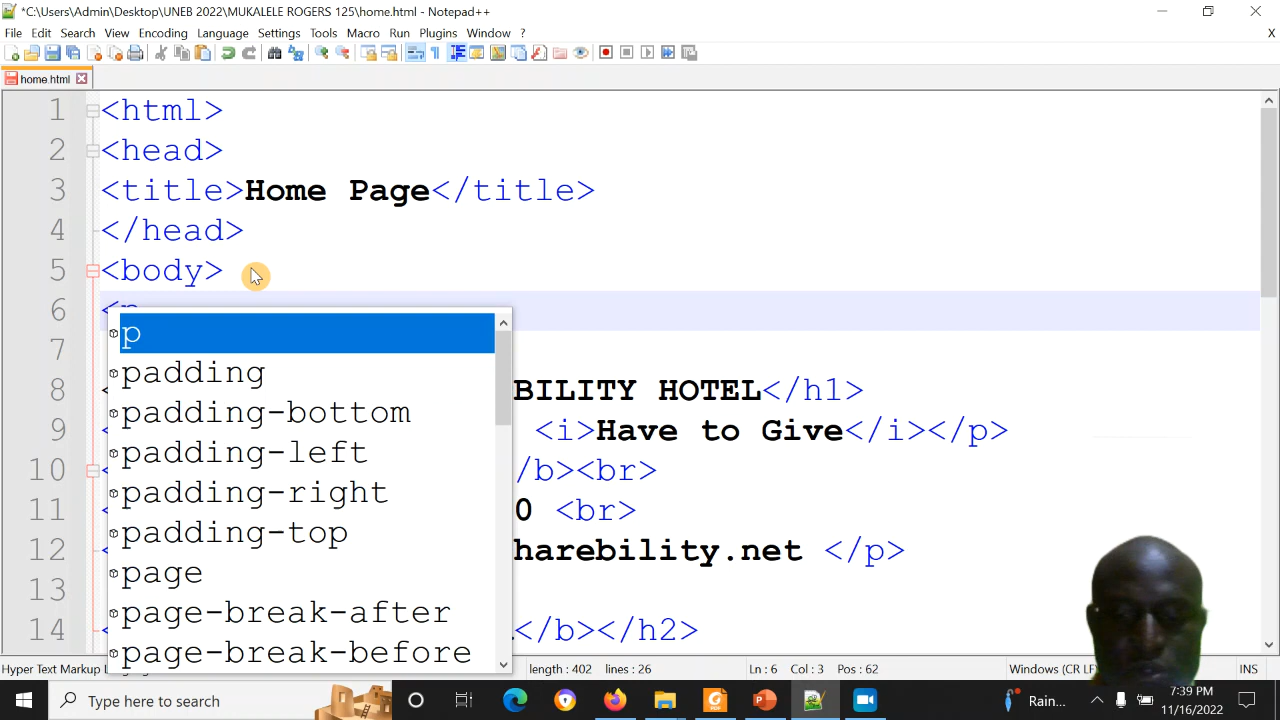 *C:\Users\Admin\Desktop\UNEB 2022\MUKALELE ROGERS 125\home.html - Notepad++
File Edit Search View Encoding Language Settings Tools Macro Run Plugins Window ? X
home.html
1 <html>
2 <head>
3 <title>Home Page</title>
4 </head>
5 <body>
6 <p
p
7
padding
8 BILITY HOTEL</h1>
padding-bottom
9 <i>Have to Give</i></p>
padding-left
10 /b><br>
padding-right
11 0 <br>
padding-top
12 harebility.net </p>
page
13
page-break-after
14 </b></h2>
page-break-before
Hyper Text Markup length : 402 lines : 26 Ln : 6 Col : 3 Pos : 62 Windows (CR LF) INS
Type here to search
Rain...
7:39 PM
11/16/2022